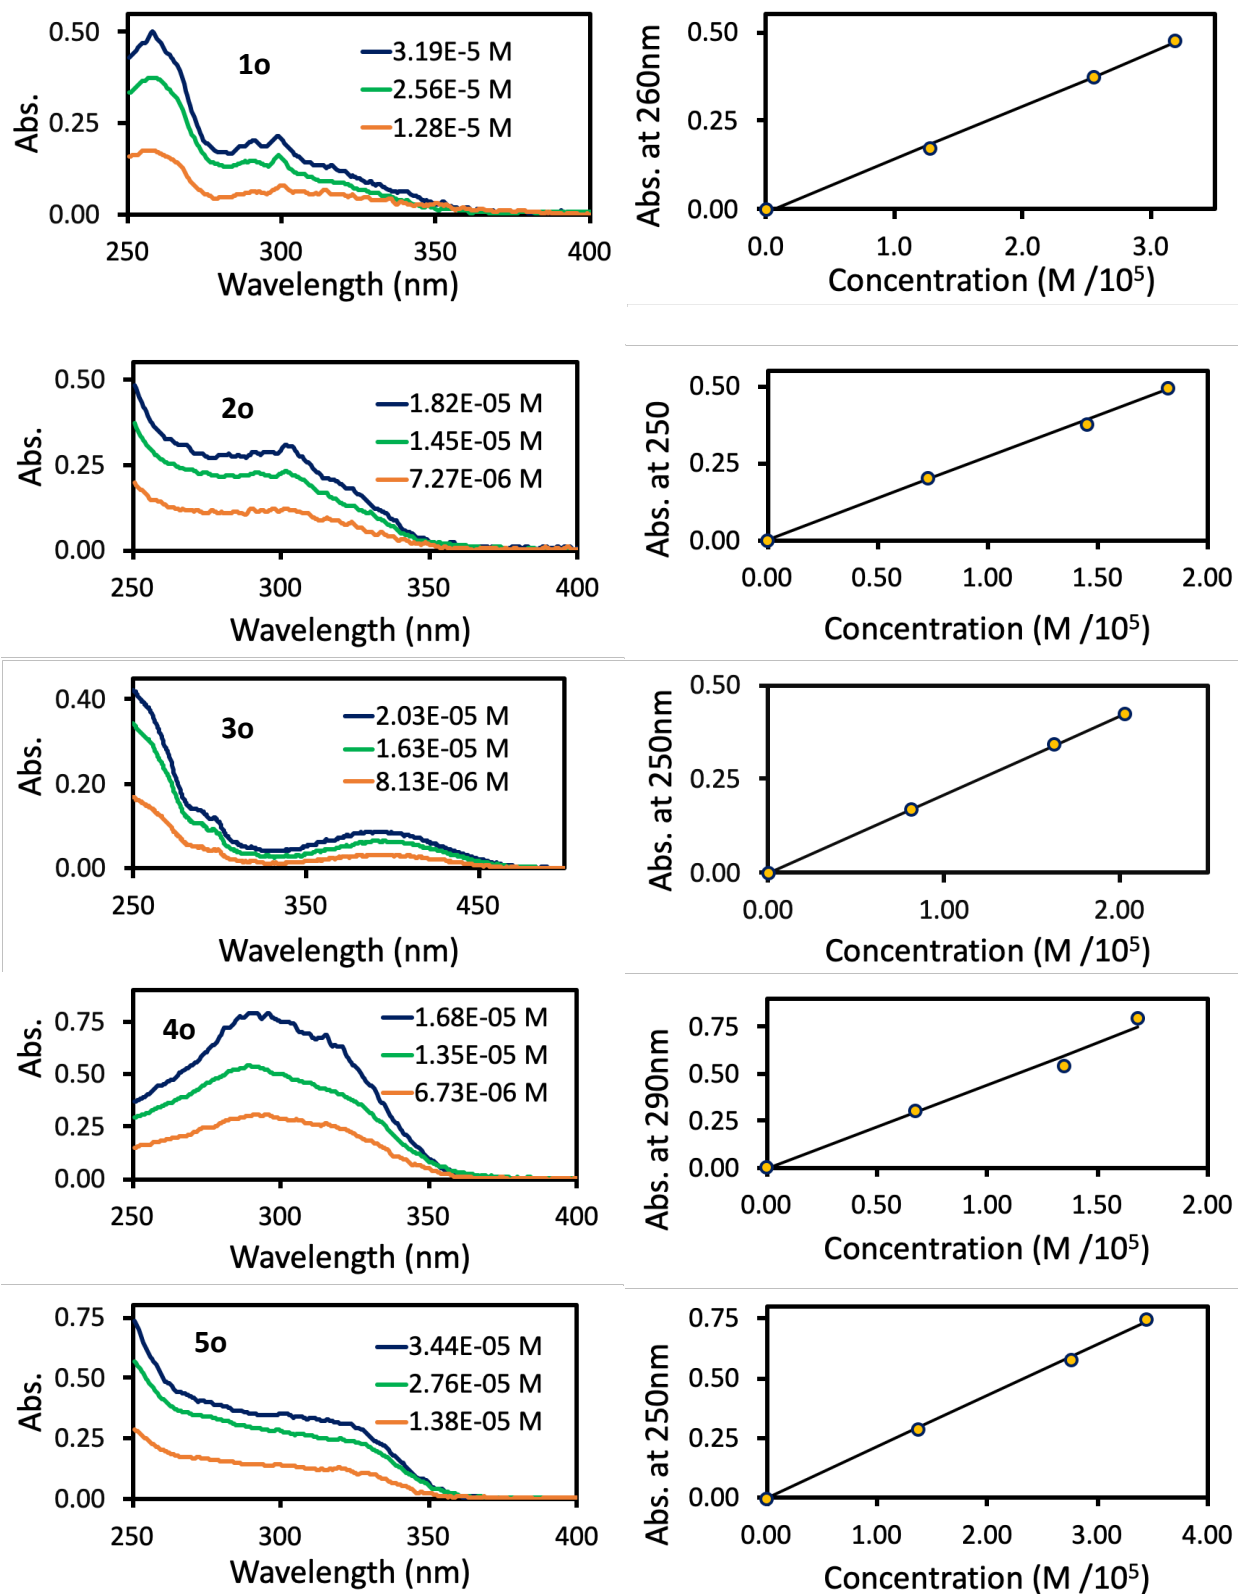 0.50
0.25
0.00
Abs.
1o
3.19E-5 M
2.56E-5 M
1.28E-5 M
250
300
350
400
Wavelength (nm)
0.50
0.25
0.00
Abs. at 260nm
0.0
1.0
2.0
3.0
Concentration (M /10⁵)
0.50
0.25
0.00
Abs.
2o
1.82E-05 M
1.45E-05 M
7.27E-06 M
250
300
350
400
Wavelength (nm)
0.50
0.25
0.00
Abs. at 250
0.00
0.50
1.00
1.50
2.00
Concentration (M /10⁵)
0.40
0.20
0.00
Abs.
3o
2.03E-05 M
1.63E-05 M
8.13E-06 M
250
350
450
Wavelength (nm)
0.50
0.25
0.00
Abs. at 250nm
0.00
1.00
2.00
Concentration (M /10⁵)
0.75
0.50
0.25
0.00
Abs.
4o
1.68E-05 M
1.35E-05 M
6.73E-06 M
250
300
350
400
Wavelength (nm)
0.75
0.50
0.25
0.00
Abs. at 290nm
0.00
0.50
1.00
1.50
2.00
Concentration (M /10⁵)
0.75
0.50
0.25
0.00
Abs.
5o
3.44E-05 M
2.76E-05 M
1.38E-05 M
250
300
350
400
Wavelength (nm)
0.75
0.50
0.25
0.00
Abs. at 250nm
0.00
1.00
2.00
3.00
4.00
Concentration (M /10⁵)